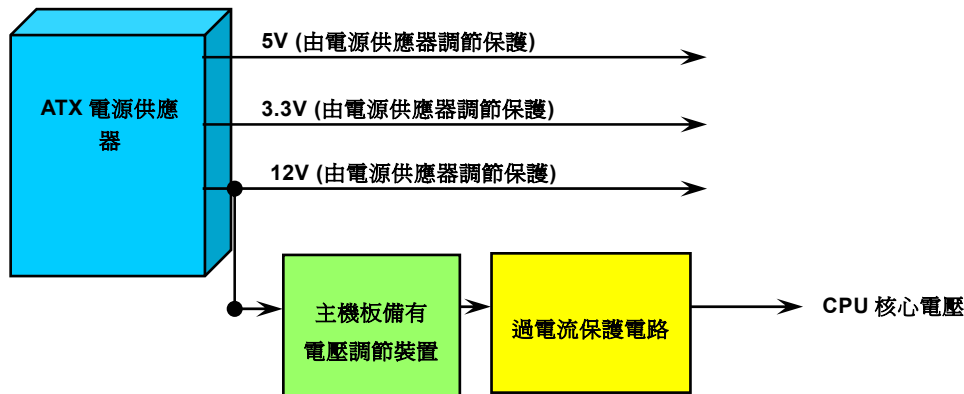 5V (由電源供應器調節保護)
ATX 電源供應
器
3.3V (由電源供應器調節保護)
12V (由電源供應器調節保護)
主機板備有
電壓調節裝置
過電流保護電路
CPU 核心電壓